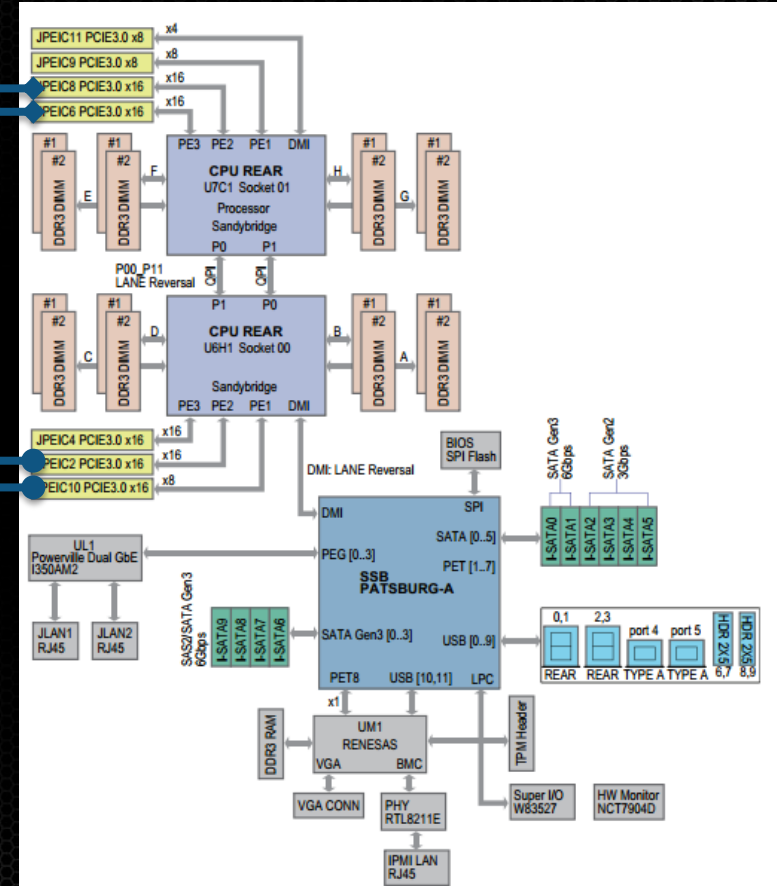 JPEIC11 PCIE3.0 x8
x4
JPEIC9 PCIE3.0 x8
x8
JPEIC8 PCIE3.0 x16
x16
JPEIC6 PCIE3.0 x16
x16
PE3 PE2 PE1 DMI
CPU REAR
U7C1 Socket 01
Processor
Sandybridge
P0 P1
#1
#2
DDR3 DIMM
E
#1
#2
DDR3 DIMM
F
H
#1
#2
DDR3 DIMM
G
#1
#2
DDR3 DIMM
P00_P11
LANE Reversal
QPI
QPI
P1 P0
CPU REAR
U6H1 Socket 00
Sandybridge
PE3 PE2 PE1 DMI
#1
#2
DDR3 DIMM
C
#1
#2
DDR3 DIMM
D
B
#1
#2
DDR3 DIMM
A
#1
#2
DDR3 DIMM
JPEIC4 PCIE3.0 x16
x16
PEIC2 PCIE3.0 x16
x16
PEIC10 PCIE3.0 x16
x8
DMI: LANE Reversal
BIOS
SPI Flash
SATA Gen3
6Gbps
SATA Gen2
3Gbps
I-SATA0
I-SATA1
I-SATA2
I-SATA3
I-SATA4
I-SATA5
DMI
SPI
SATA [0..5]
PEG [0..3]
PET [1..7]
SSB
PATSBURG-A
SATA Gen3 [0..3]
USB [0..9]
PET8
USB [10,11]
LPC
UL1
Powerville Dual GbE
I350AM2
JLAN1
RJ45
JLAN2
RJ45
SAS2/SATA Gen3
6Gbps
I-SATA9
I-SATA8
I-SATA7
I-SATA6
0,1
REAR
2,3
REAR
port 4
TYPE A
port 5
TYPE A
HDR 2X5
6,7
HDR 2X5
8,9
x1
DDR3 RAM
UM1
RENESAS
VGA
BMC
TPM Header
VGA CONN
PHY
RTL8211E
IPMI LAN
RJ45
Super I/O
W83527
HW Monitor
NCT7904D